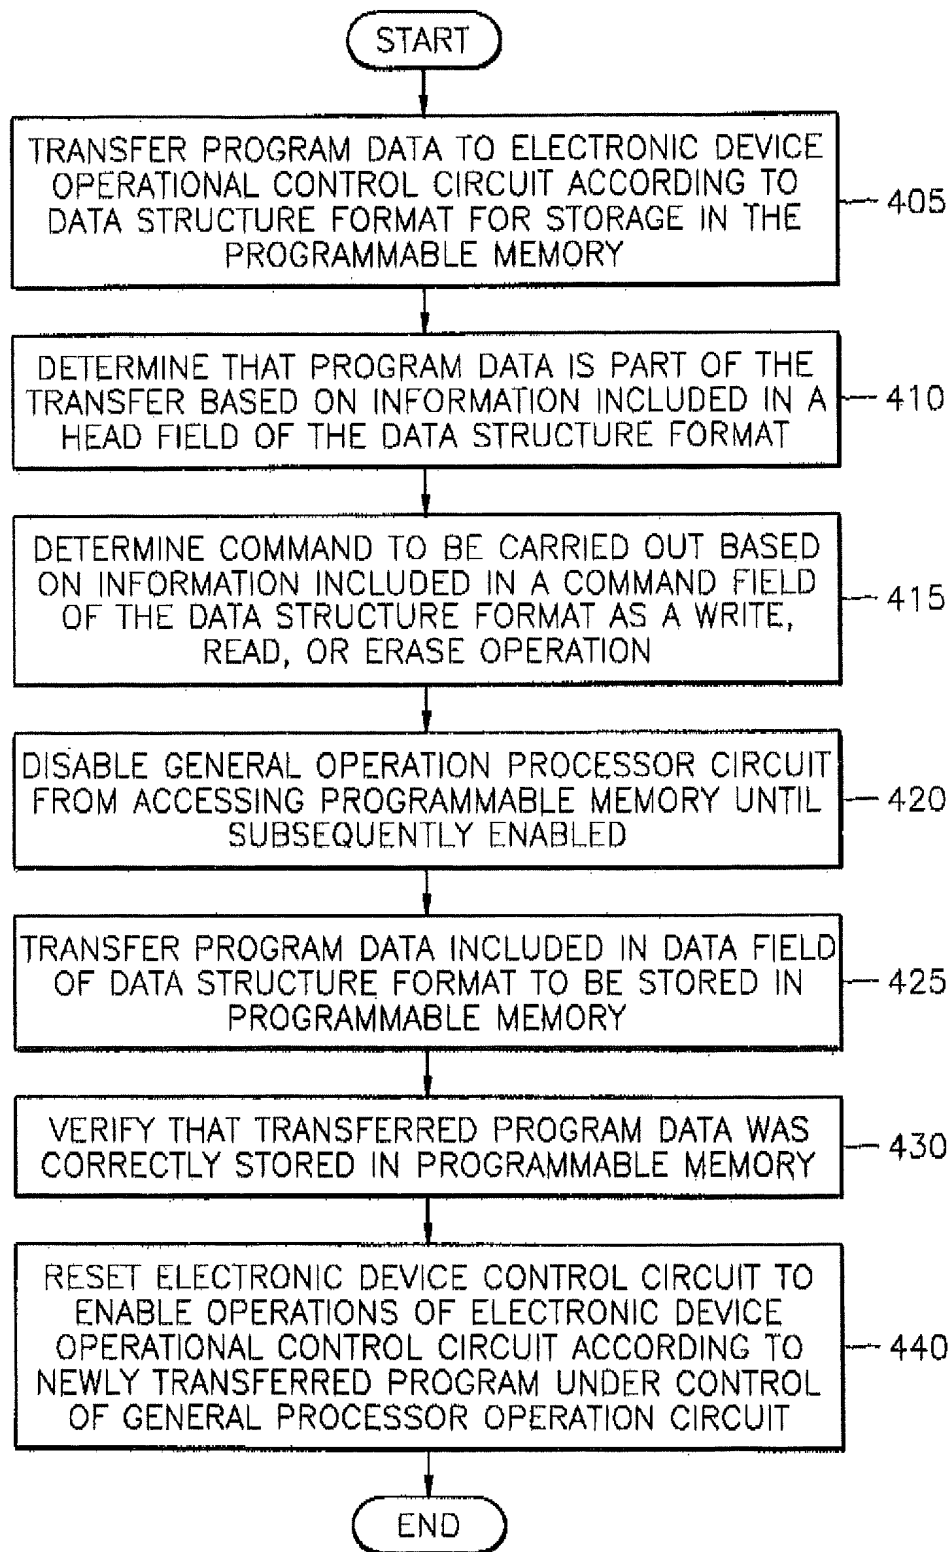 START
TRANSFER PROGRAM DATA TO ELECTRONIC DEVICE
OPERATIONAL CONTROL CIRCUIT ACCORDING TO
DATA STRUCTURE FORMAT FOR STORAGE IN THE
PROGRAMMABLE MEMORY
405
DETERMINE THAT PROGRAM DATA IS PART OF THE
TRANSFER BASED ON INFORMATION INCLUDED IN A
HEAD FIELD OF THE DATA STRUCTURE FORMAT
410
DETERMINE COMMAND TO BE CARRIED OUT BASED
ON INFORMATION INCLUDED IN A COMMAND FIELD
OF THE DATA STRUCTURE FORMAT AS A WRITE,
READ, OR ERASE OPERATION
415
DISABLE GENERAL OPERATION PROCESSOR CIRCUIT
FROM ACCESSING PROGRAMMABLE MEMORY UNTIL
SUBSEQUENTLY ENABLED
420
TRANSFER PROGRAM DATA INCLUDED IN DATA FIELD
OF DATA STRUCTURE FORMAT TO BE STORED IN
PROGRAMMABLE MEMORY
425
VERIFY THAT TRANSFERRED PROGRAM DATA WAS
CORRECTLY STORED IN PROGRAMMABLE MEMORY
430
RESET ELECTRONIC DEVICE CONTROL CIRCUIT TO
ENABLE OPERATIONS OF ELECTRONIC DEVICE
OPERATIONAL CONTROL CIRCUIT ACCORDING TO
NEWLY TRANSFERRED PROGRAM UNDER CONTROL
OF GENERAL PROCESSOR OPERATION CIRCUIT
440
END